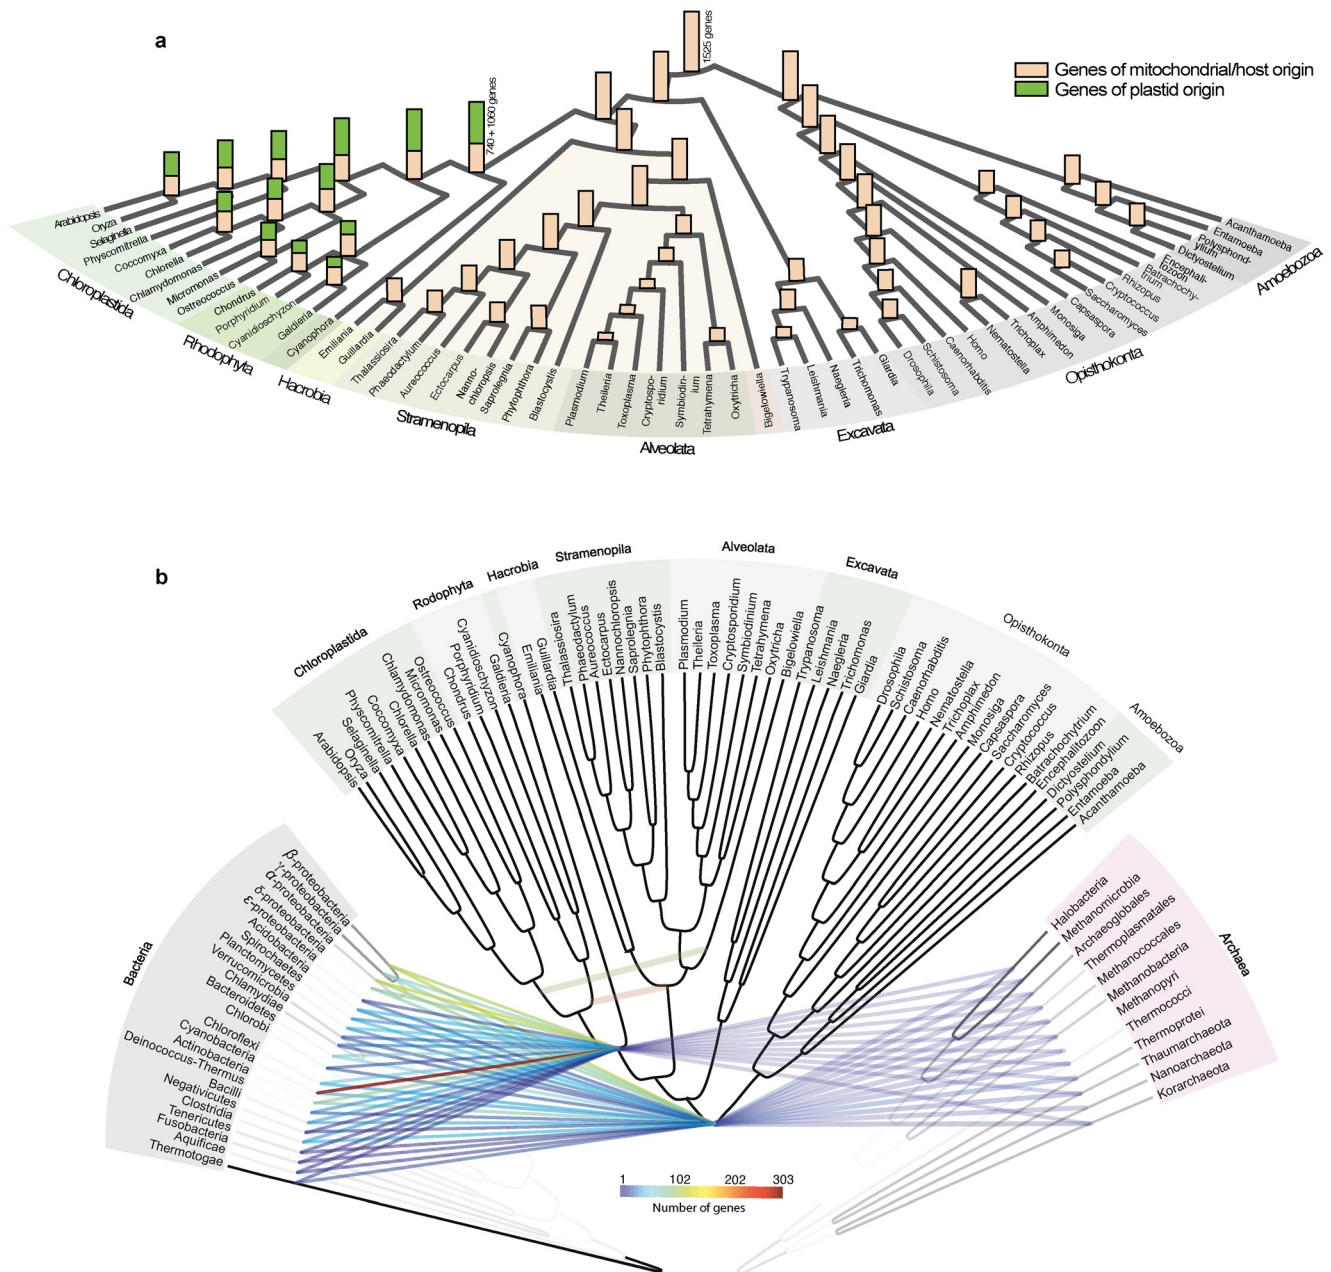 a
1525 genes
740 + 1060 genes
Genes of mitochondrial/host origin
Genes of plastid origin
Arabidopsis
Oryza
Selaginella
Physcomitrella
Coccomyxa
Chlorella
Chlamydomonas
Micromonas
Ostreococcus
Chondrus
Porphyridium
Cyanidioschyzon
Galdieria
Cyanophora
Emiliania
Guillardia
Thalassiosira
Phaeodactylum
Aureococcus
Ectocarpus
Nanno-
chloropsis
Saprolegnia
Phytophthora
Blastocystis
Plasmodium
Theileria
Toxoplasma
Cryptospo-
ridium
Symbiodin-
ium
Tetrahymena
Oxytricha
Bigelowiella
Trypanosoma
Leishmania
Naegleria
Trichomonas
Giardia
Drosophila
Schistosoma
Caenorhabditis
Homo
Nematostella
Trichoplax
Amphimedon
Monosiga
Capsaspora
Saccharomyces
Cryptococcus
Rhizopus
Batrachochy-
trium
Encephali-
tozoon
Dictyostelium
Polysphond-
ylium
Entamoeba
Acanthamoeba
Chloroplastida
Rhodophyta
Hacrobia
Stramenopila
Alveolata
Excavata
Opisthokonta
Amoebozoa
b
Chloroplastida
Rodophyta
Hacrobia
Stramenopila
Alveolata
Excavata
Opisthokonta
Amoebozoa
Arabidopsis
Oryza
Selaginella
Physcomitrella
Coccomyxa
Chlorella
Chlamydomonas
Micromonas
Ostreococcus
Chondrus
Porphyridium
Cyanidioschyzon
Galdieria
Cyanophora
Emiliania
Guillardia
Thalassiosira
Phaeodactylum
Aureococcus
Ectocarpus
Nannochloropsis
Saprolegnia
Phytophthora
Blastocystis
Plasmodium
Theilleria
Toxoplasma
Cryptosporidium
Symbiodinium
Tetrahymena
Oxytricha
Bigelowiella
Trypanosoma
Leishmania
Naegleria
Trichomonas
Giardia
Drosophila
Schistosoma
Caenorhabditis
Homo
Nematostella
Trichoplax
Amphimedon
Monosiga
Capsaspora
Saccharomyces
Cryptococcus
Rhizopus
Batrachochytrium
Encephalitozoon
Dictyostelium
Polysphondylium
Entamoeba
Acanthamoeba
Bacteria
β-proteobacteria
γ-proteobacteria
α-proteobacteria
δ-proteobacteria
ε-proteobacteria
Acidobacteria
Spirochaetes
Planctomycetes
Verrucomicrobia
Chlamydiae
Bacteroidetes
Chlorobi
Chloroflexi
Cyanobacteria
Actinobacteria
Deinococcus-Thermus
Bacilli
Negativicutes
Clostridia
Tenericutes
Fusobacteria
Aquificae
Thermotogae
Archaea
Halobacteria
Methanomicrobia
Archaeoglobales
Thermoplasmatales
Methanococcales
Methanobacteria
Methanopyri
Thermococci
Thermoprotei
Thaumarchaeota
Nanoarchaeota
Korarchaeota
1 102 202 303
Number of genes